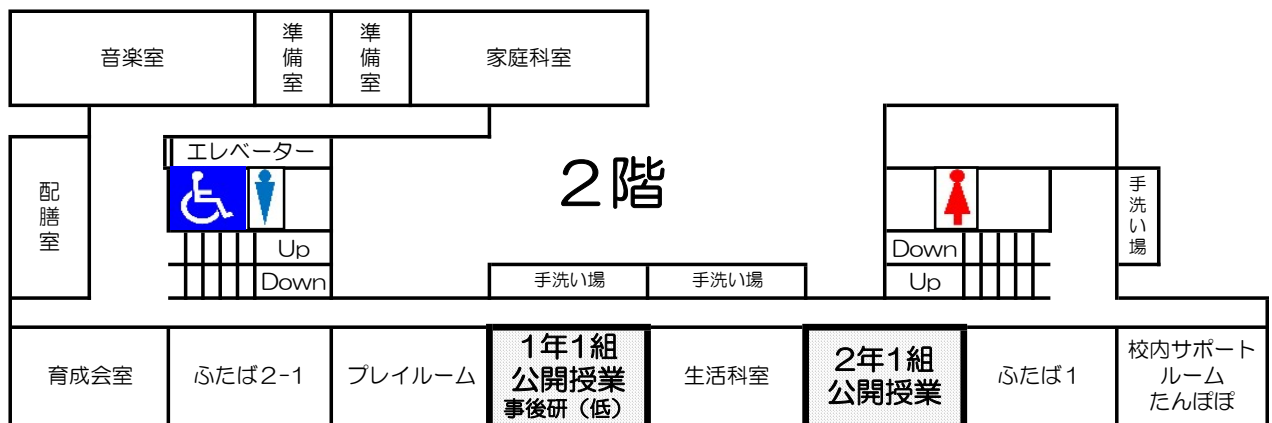 音楽室
準備室
準備室
家庭科室
エレベーター
2階
配膳室
手洗い場
Up
Down
Down
Up
手洗い場
手洗い場
育成会室
ふたば2-1
プレイルーム
1年1組
公開授業
事後研(低)
生活科室
2年1組
公開授業
ふたば1
校内サポート
ルーム
たんぽぽ